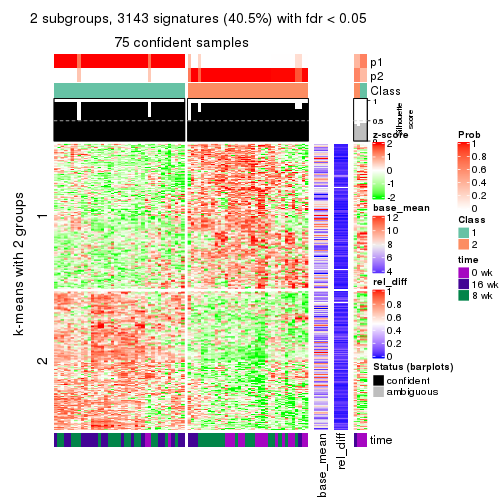 2 subgroups, 3143 signatures (40.5%) with fdr < 0.05
75 confident samples
p1
p2
Class
1
0.5
0
Silhouette
score
k-means with 2 groups
1
2
time
base_mean
rel_diff
z-score
2
1
0
-1
-2
base_mean
12
10
8
6
4
rel_diff
1
0.8
0.6
0.4
0.2
0
Status (barplots)
confident
ambiguous
Prob
1
0.8
0.6
0.4
0.2
0
Class
1
2
time
0 wk
16 wk
8 wk